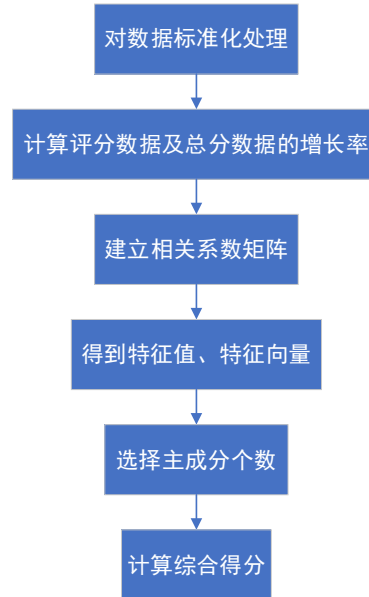 对数据标准化处理
计算评分数据及总分数据的增长率
建立相关系数矩阵
得到特征值、特征向量
选择主成分个数
计算综合得分